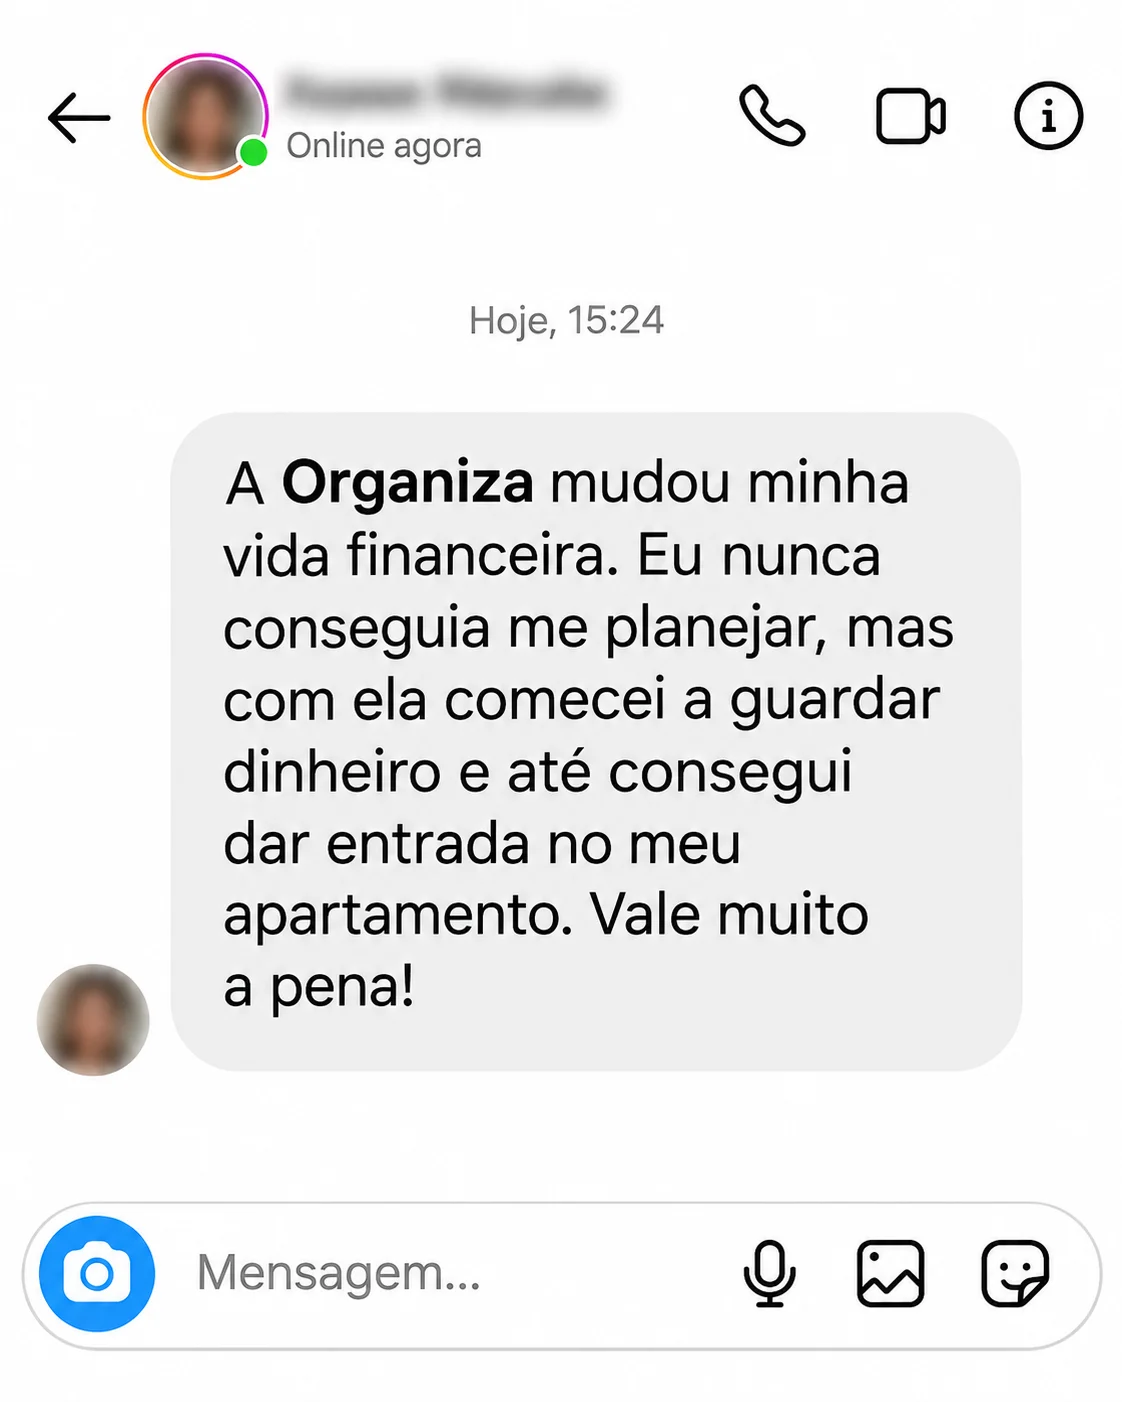 Online agora
Hoje, 15:24
A Organiza mudou minha
vida financeira. Eu nunca
conseguia me planejar, mas
com ela comecei a guardar
dinheiro e até consegui
dar entrada no meu
apartamento. Vale muito
a pena!
Mensagem...